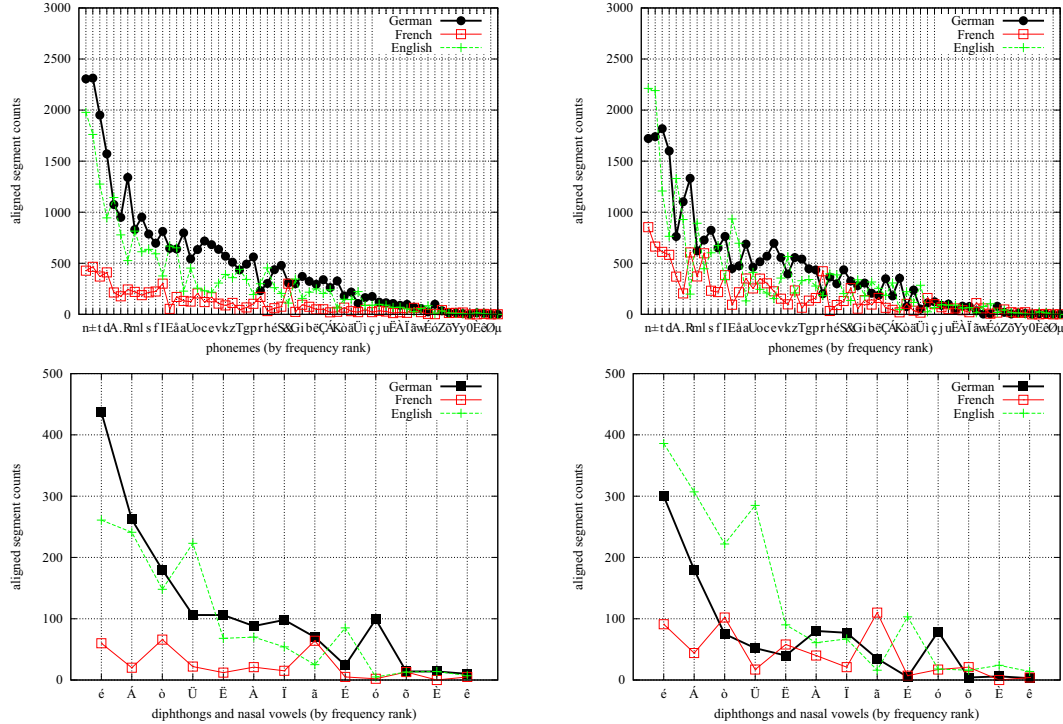 3000
2500
2000
1500
1000
500
0
aligned segment counts
German
French
English
phonemes (by frequency rank)
3000
2500
2000
1500
1000
500
0
aligned segment counts
German
French
English
phonemes (by frequency rank)
500
400
300
200
100
0
aligned segment counts
German
French
English
é Á ò Ü Ë À Ï ã É ó õ È ê
diphthongs and nasal vowels (by frequency rank)
500
400
300
200
100
0
aligned segment counts
German
French
English
é Á ò Ü Ë À Ï ã É ó õ È ê
diphthongs and nasal vowels (by frequency rank)